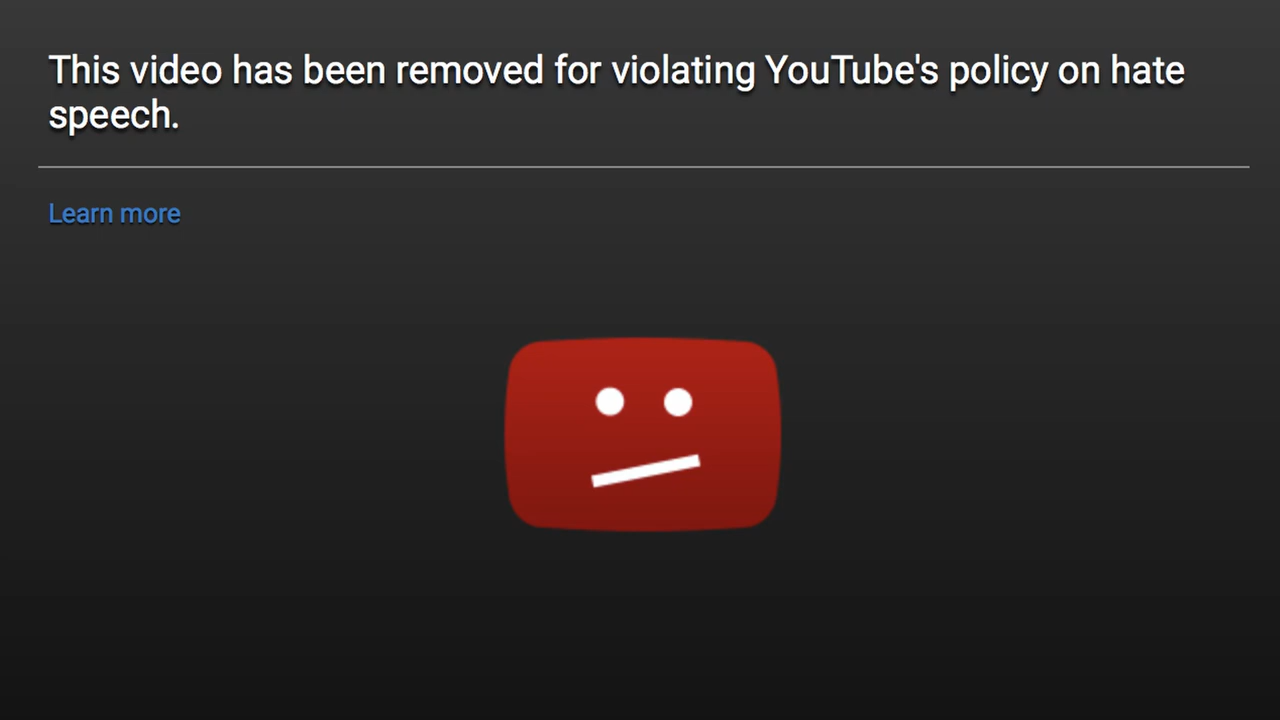 This video has been removed for violating YouTube's policy on hate
speech.
Learn more